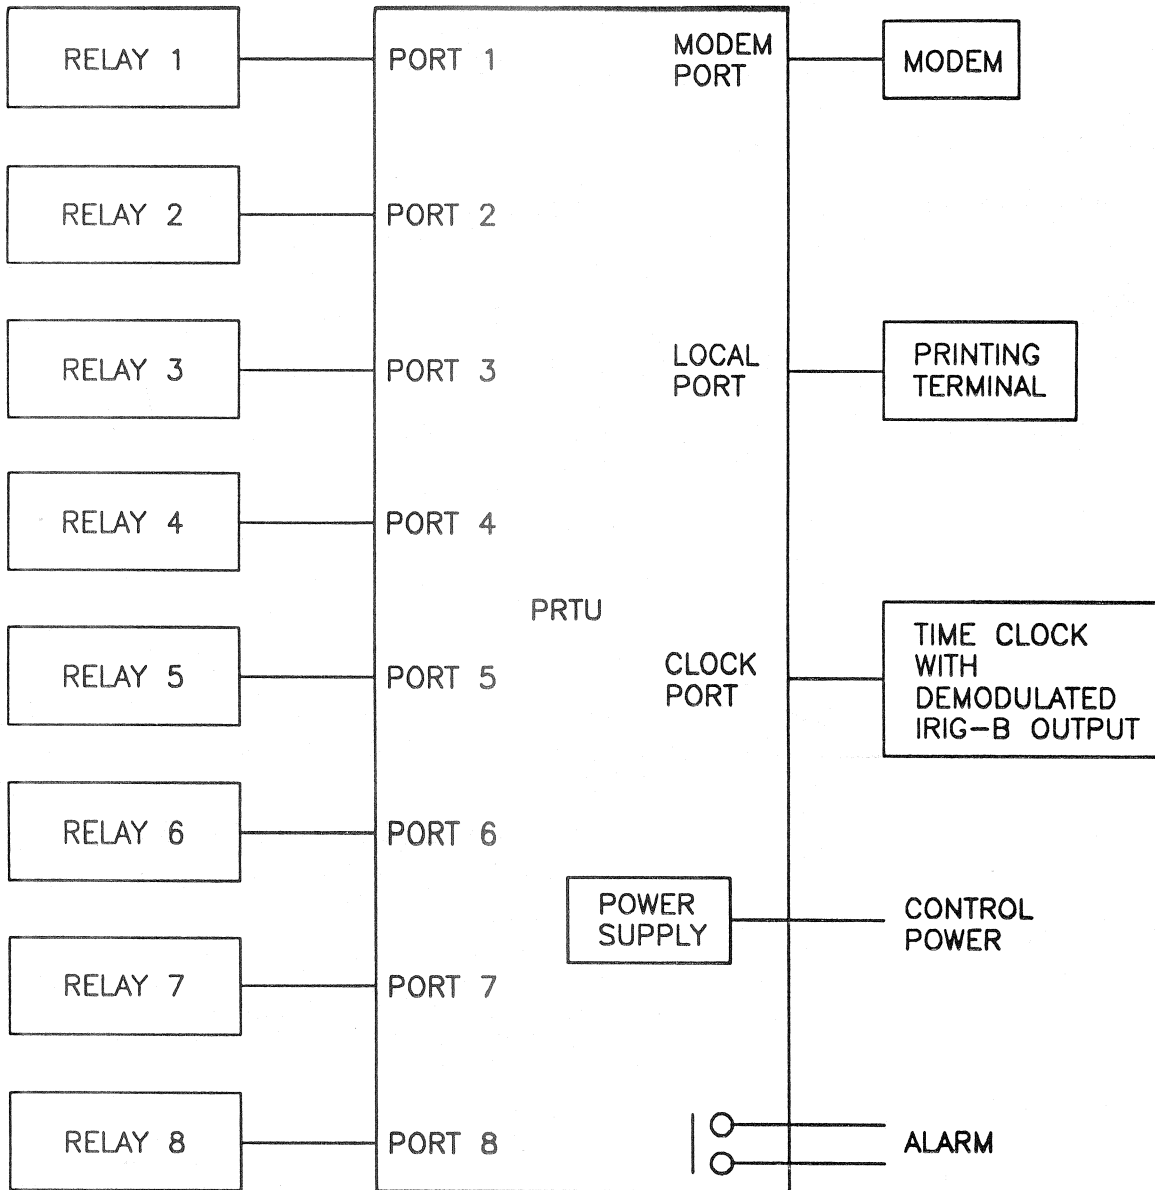 RELAY 1
PORT 1
MODEM
PORT
MODEM
RELAY 2
PORT 2
RELAY 3
PORT 3
LOCAL
PORT
PRINTING
TERMINAL
RELAY 4
PORT 4
PRTU
RELAY 5
PORT 5
CLOCK
PORT
TIME CLOCK
WITH
DEMODULATED
IRIG-B OUTPUT
RELAY 6
PORT 6
POWER
SUPPLY
CONTROL
POWER
RELAY 7
PORT 7
RELAY 8
PORT 8
ALARM